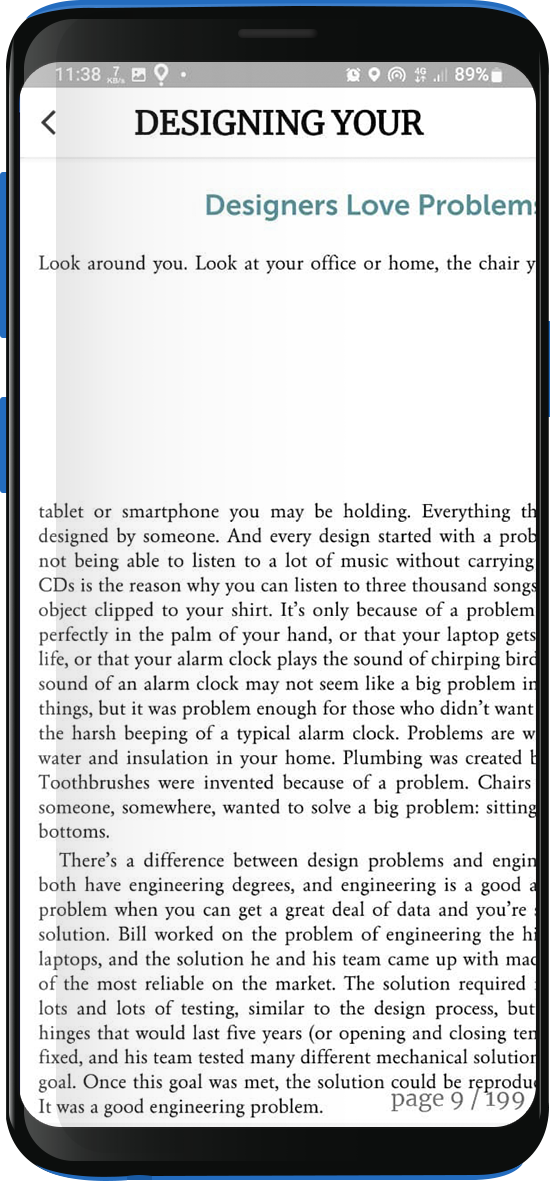 11:38 7 KB/s 4G 89%
DESIGNING YOUR
Designers Love Problems
Look around you. Look at your office or home, the chair y
tablet or smartphone you may be holding. Everything th
designed by someone. And every design started with a prob
not being able to listen to a lot of music without carrying
CDs is the reason why you can listen to three thousand songs
object clipped to your shirt. It’s only because of a problem
perfectly in the palm of your hand, or that your laptop gets
life, or that your alarm clock plays the sound of chirping bird
sound of an alarm clock may not seem like a big problem in
things, but it was problem enough for those who didn’t want
the harsh beeping of a typical alarm clock. Problems are w
water and insulation in your home. Plumbing was created b
Toothbrushes were invented because of a problem. Chairs
someone, somewhere, wanted to solve a big problem: sitting
bottoms.
There’s a difference between design problems and engin
both have engineering degrees, and engineering is a good a
problem when you can get a great deal of data and you’re s
solution. Bill worked on the problem of engineering the hi
laptops, and the solution he and his team came up with mad
of the most reliable on the market. The solution required
lots and lots of testing, similar to the design process, but
hinges that would last five years (or opening and closing ten
fixed, and his team tested many different mechanical solution
goal. Once this goal was met, the solution could be reprodu
It was a good engineering problem.
page 9 / 199